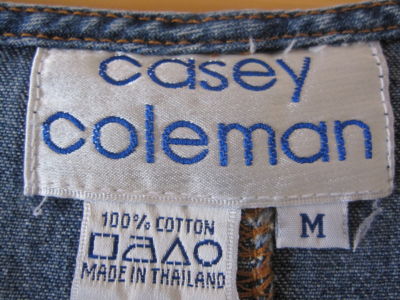 casey
coleman
100% COTTON
MADE IN THAILAND
M